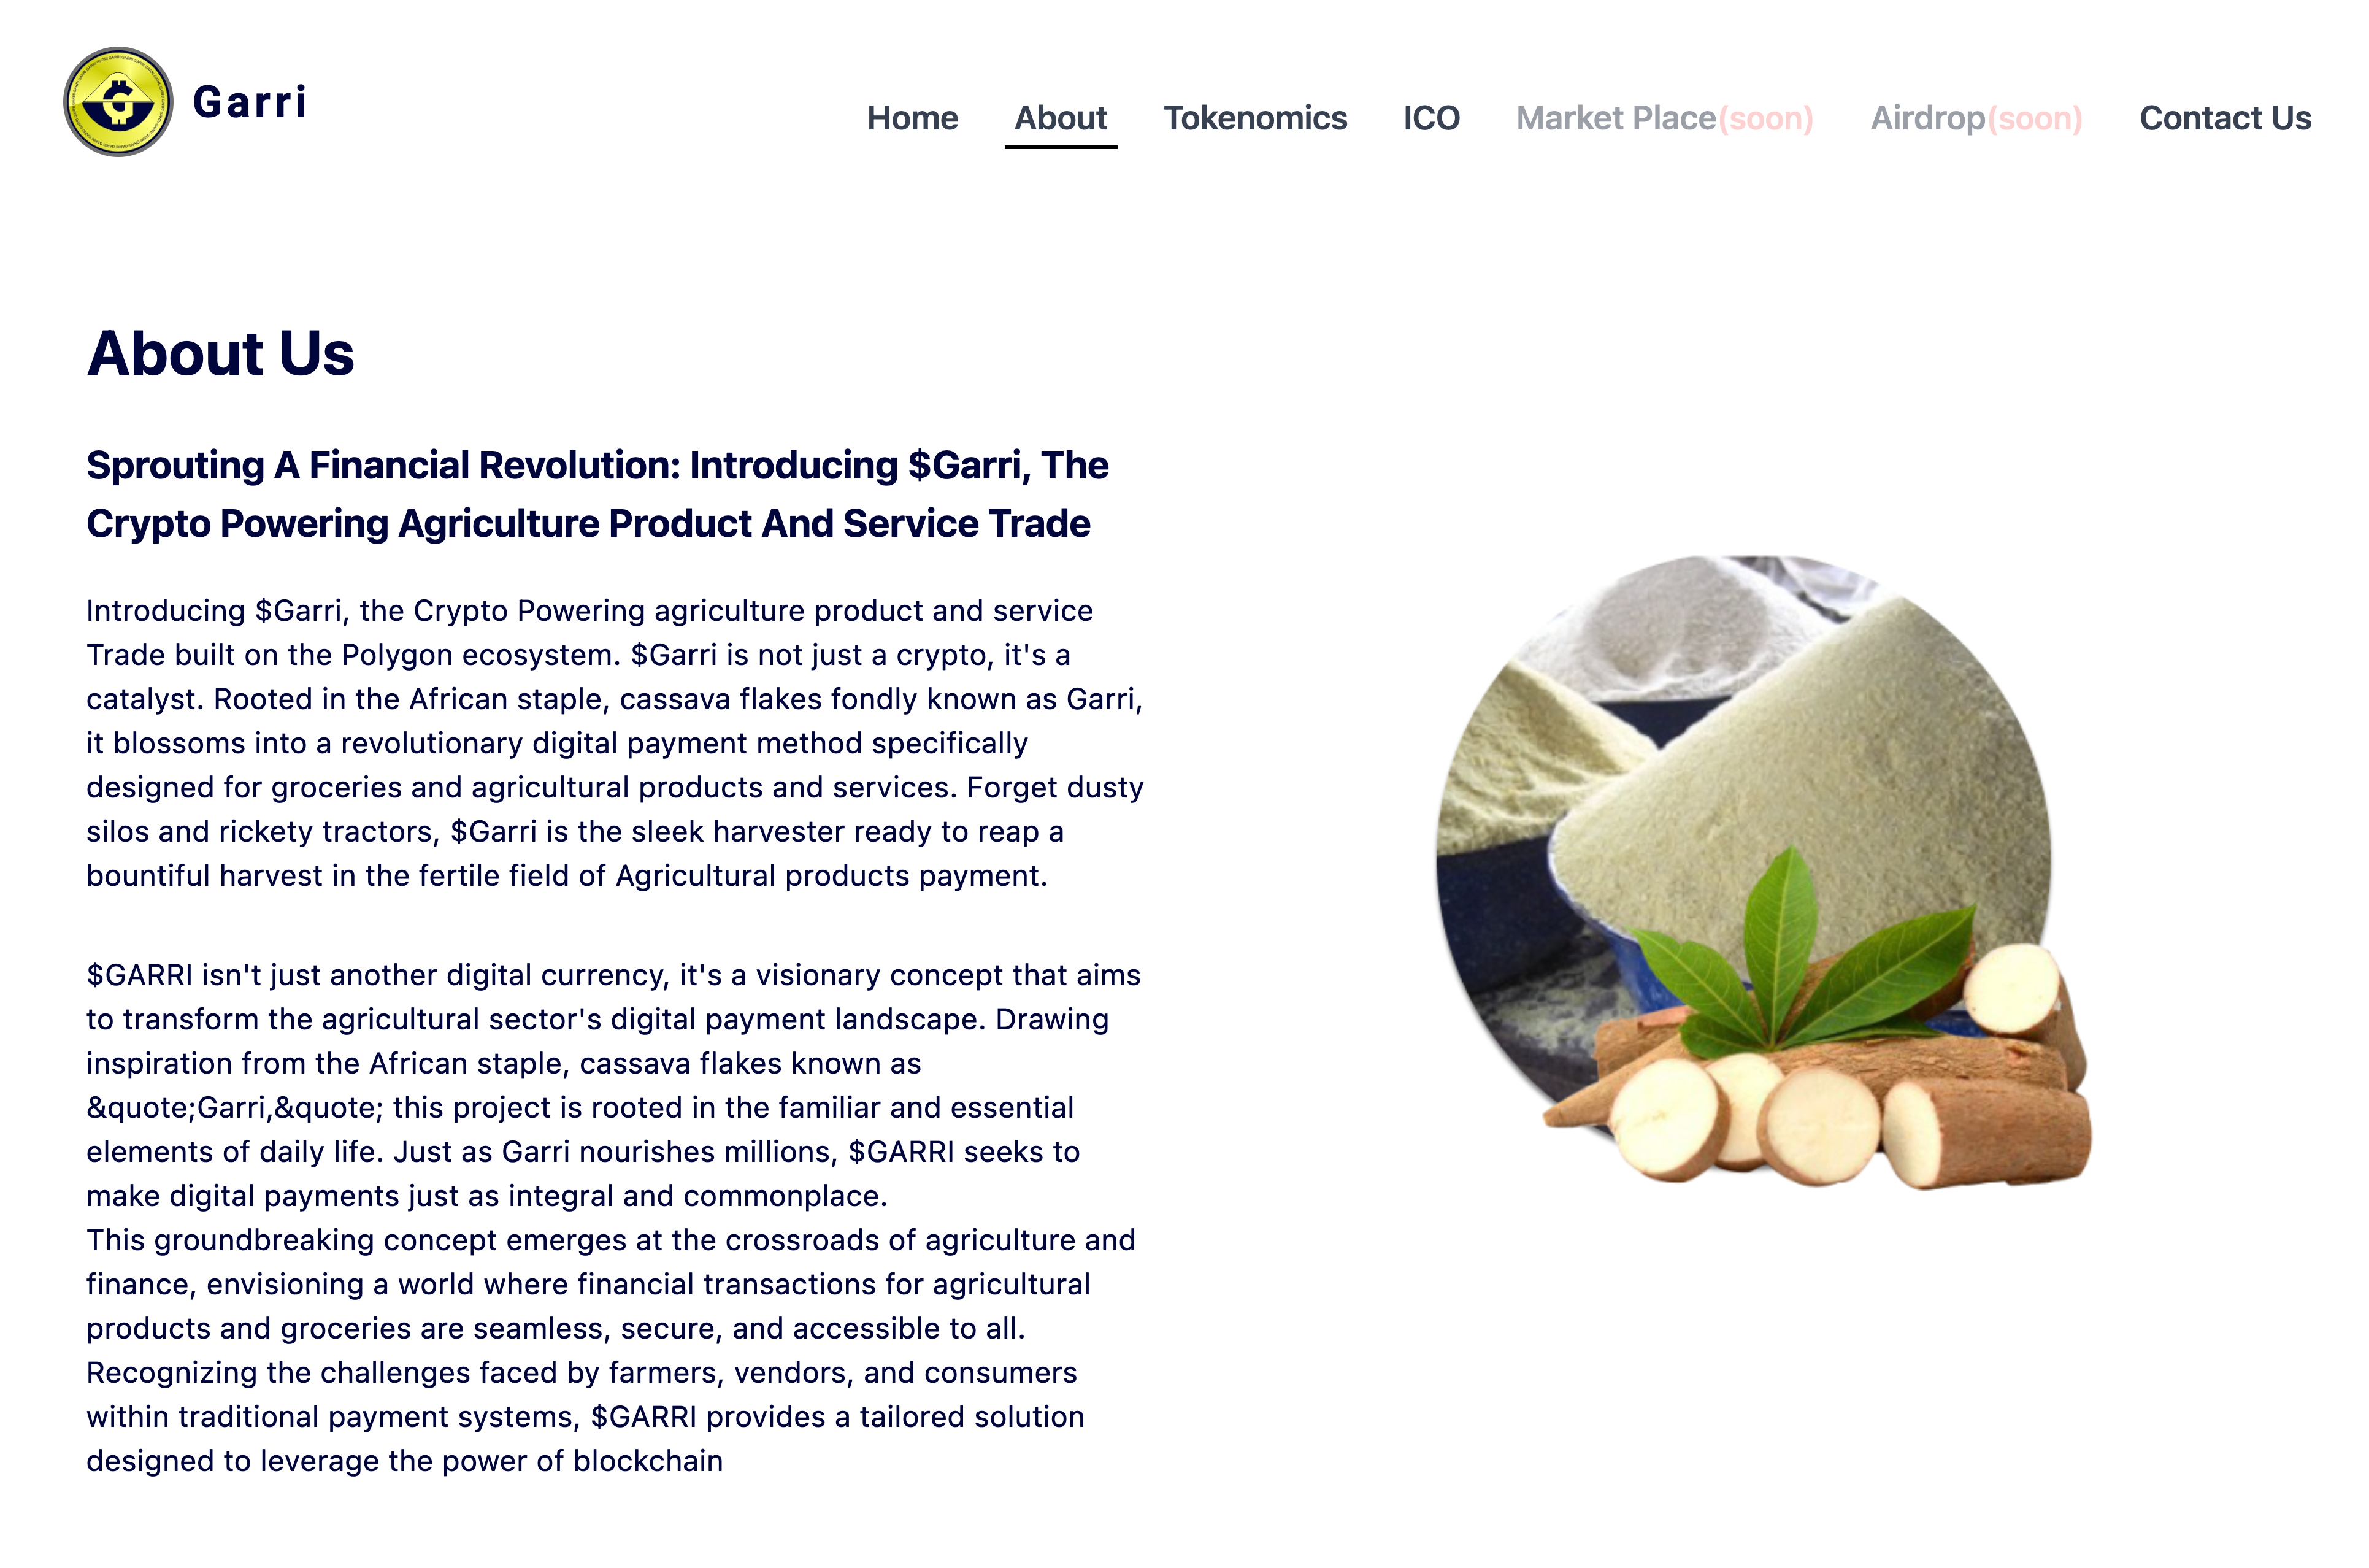 Garri
Home About Tokenomics ICO Market Place(soon) Airdrop(soon) Contact Us
About Us
Sprouting A Financial Revolution: Introducing $Garri, The
Crypto Powering Agriculture Product And Service Trade
Introducing $Garri, the Crypto Powering agriculture product and service
Trade built on the Polygon ecosystem. $Garri is not just a crypto, it's a
catalyst. Rooted in the African staple, cassava flakes fondly known as Garri,
it blossoms into a revolutionary digital payment method specifically
designed for groceries and agricultural products and services. Forget dusty
silos and rickety tractors, $Garri is the sleek harvester ready to reap a
bountiful harvest in the fertile field of Agricultural products payment.
$GARRI isn't just another digital currency, it's a visionary concept that aims
to transform the agricultural sector's digital payment landscape. Drawing
inspiration from the African staple, cassava flakes known as
&quote;Garri,&quote; this project is rooted in the familiar and essential
elements of daily life. Just as Garri nourishes millions, $GARRI seeks to
make digital payments just as integral and commonplace.
This groundbreaking concept emerges at the crossroads of agriculture and
finance, envisioning a world where financial transactions for agricultural
products and groceries are seamless, secure, and accessible to all.
Recognizing the challenges faced by farmers, vendors, and consumers
within traditional payment systems, $GARRI provides a tailored solution
designed to leverage the power of blockchain